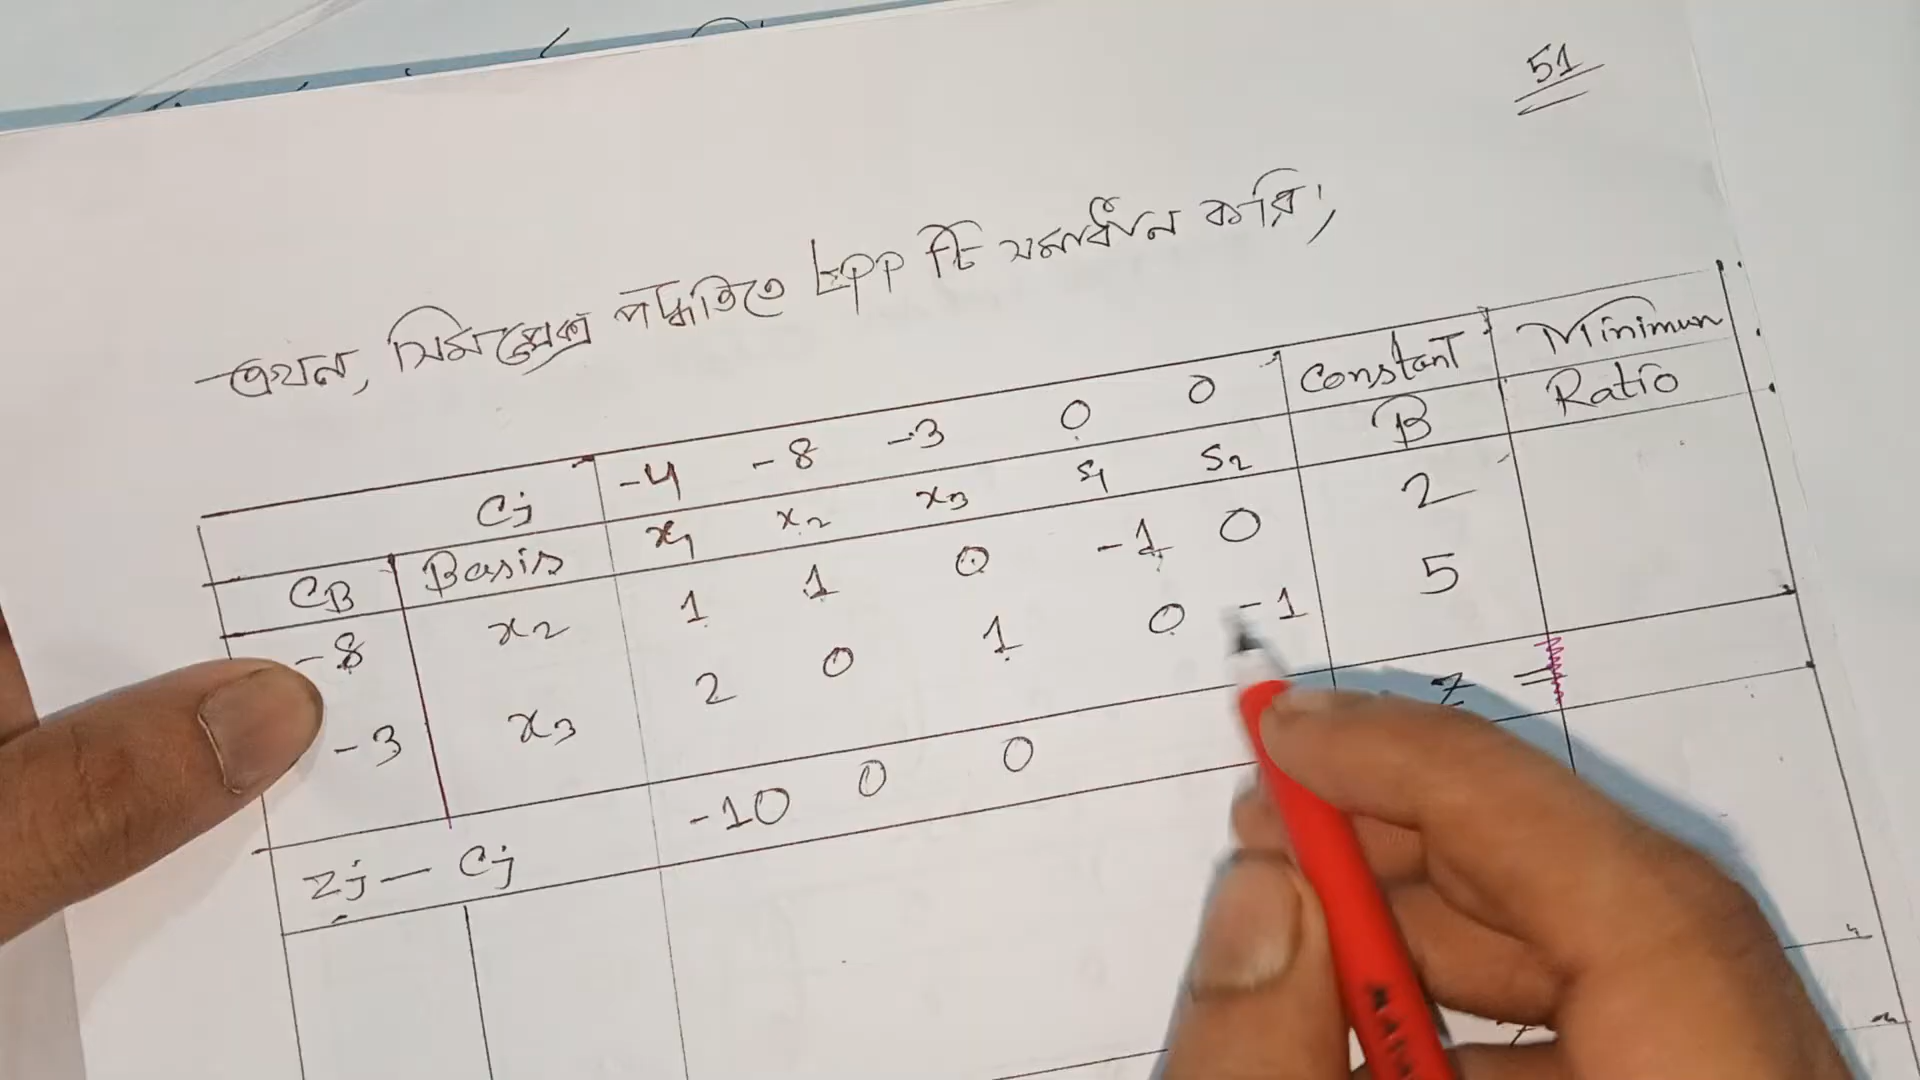 51
এখন, সিমপ্লেক্স পদ্ধতিতে LPP টি সমাধান করি,
Cj -4 -8 -3 0 0 Constant Minimum
CB Basis x1 x2 x3 s1 s2 B Ratio
-8 x2 1 1 0 -1 0 2
-3 x3 2 0 1 0 -1 5
zj - Cj -10 0 0 z =